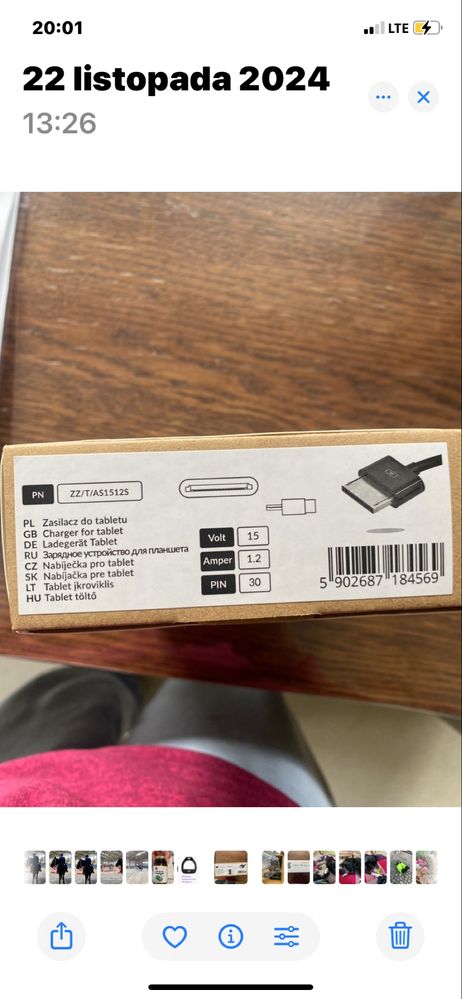 20:01
LTE
22 listopada 2024
13:26
PN ZZ/T/AS1512S
PL Zasilacz do tabletu
GB Charger for tablet
DE Ladegerät Tablet
RU Зарядное устройство для планшета
CZ Nabíječka pro tablet
SK Nabíjačka pre tablet
LT Tablet įkroviklis
HU Tablet töltő
Volt 15
Amper 1.2
PIN 30
5 902687 184569